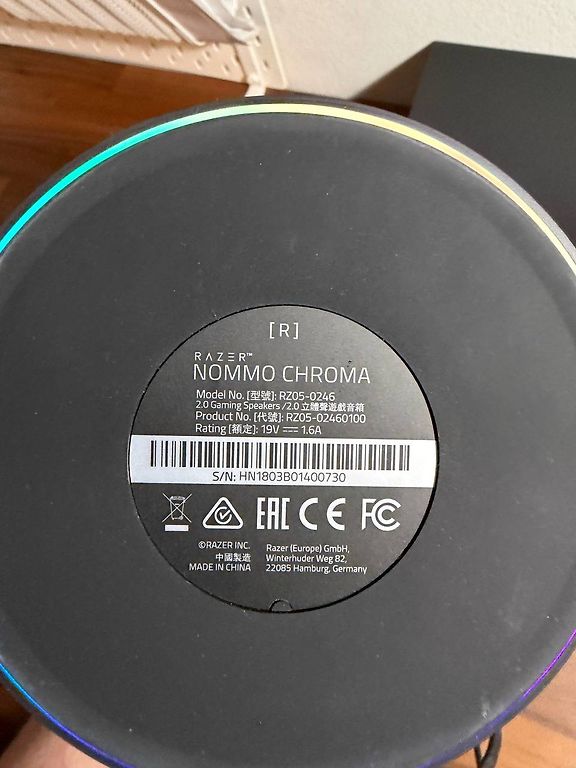 [R]
RAZER™
NOMMO CHROMA
Model No. [型號]: RZ05-0246
2.0 Gaming Speakers /2.0 立體聲遊戲音箱
Product No. [代號]: RZ05-02460100
Rating [額定]: 19V ⎓ 1.6A
S/N: HN1803B01400730
EAC CE FC
©RAZER INC.
中國製造
MADE IN CHINA
Razer (Europe) GmbH,
Winterhuder Weg 82,
22085 Hamburg, Germany